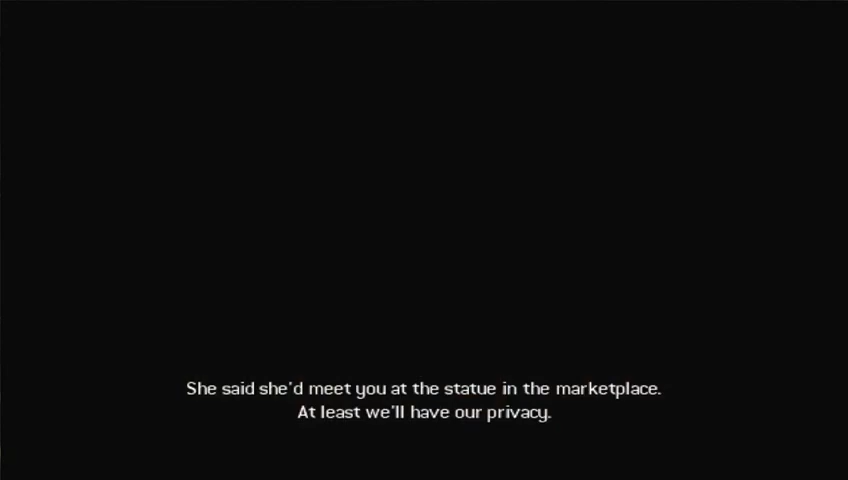 She said she'd meet you at the statue in the marketplace.
At least we'll have our privacy.